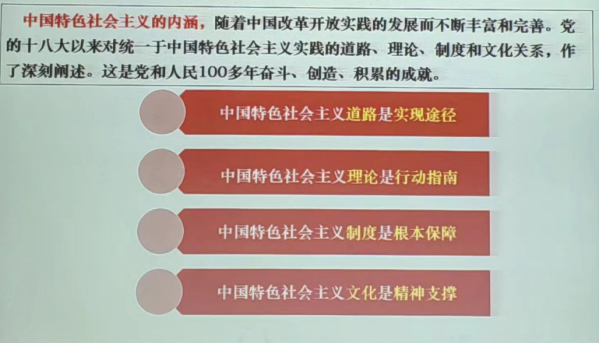 中国特色社会主义的内涵，随着中国改革开放实践的发展而不断丰富和完善。党
的十八大以来对统一于中国特色社会主义实践的道路、理论、制度和文化关系，作
了深刻阐述。这是党和人民100多年奋斗、创造、积累的成就。
中国特色社会主义道路是实现途径
中国特色社会主义理论是行动指南
中国特色社会主义制度是根本保障
中国特色社会主义文化是精神支撑